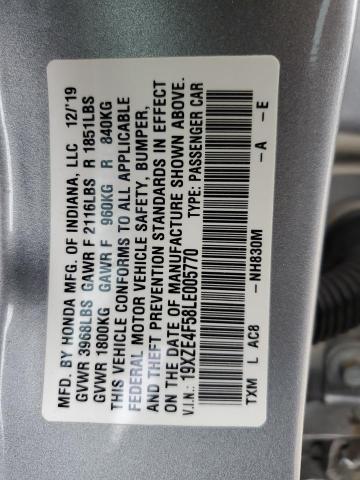 MFD. BY HONDA MFG. OF INDIANA, LLC 12/'19
GVWR 3968LBS GAWR F 2116LBS R 1851LBS
GVWR 1800KG GAWR F 960KG R 840KG
THIS VEHICLE CONFORMS TO ALL APPLICABLE
FEDERAL MOTOR VEHICLE SAFETY, BUMPER,
AND THEFT PREVENTION STANDARDS IN EFFECT
ON THE DATE OF MANUFACTURE SHOWN ABOVE.
V.I.N.: 19XZE4F58LE005770 TYPE: PASSENGER CAR
TXM L AC8 -NH830M -A -E